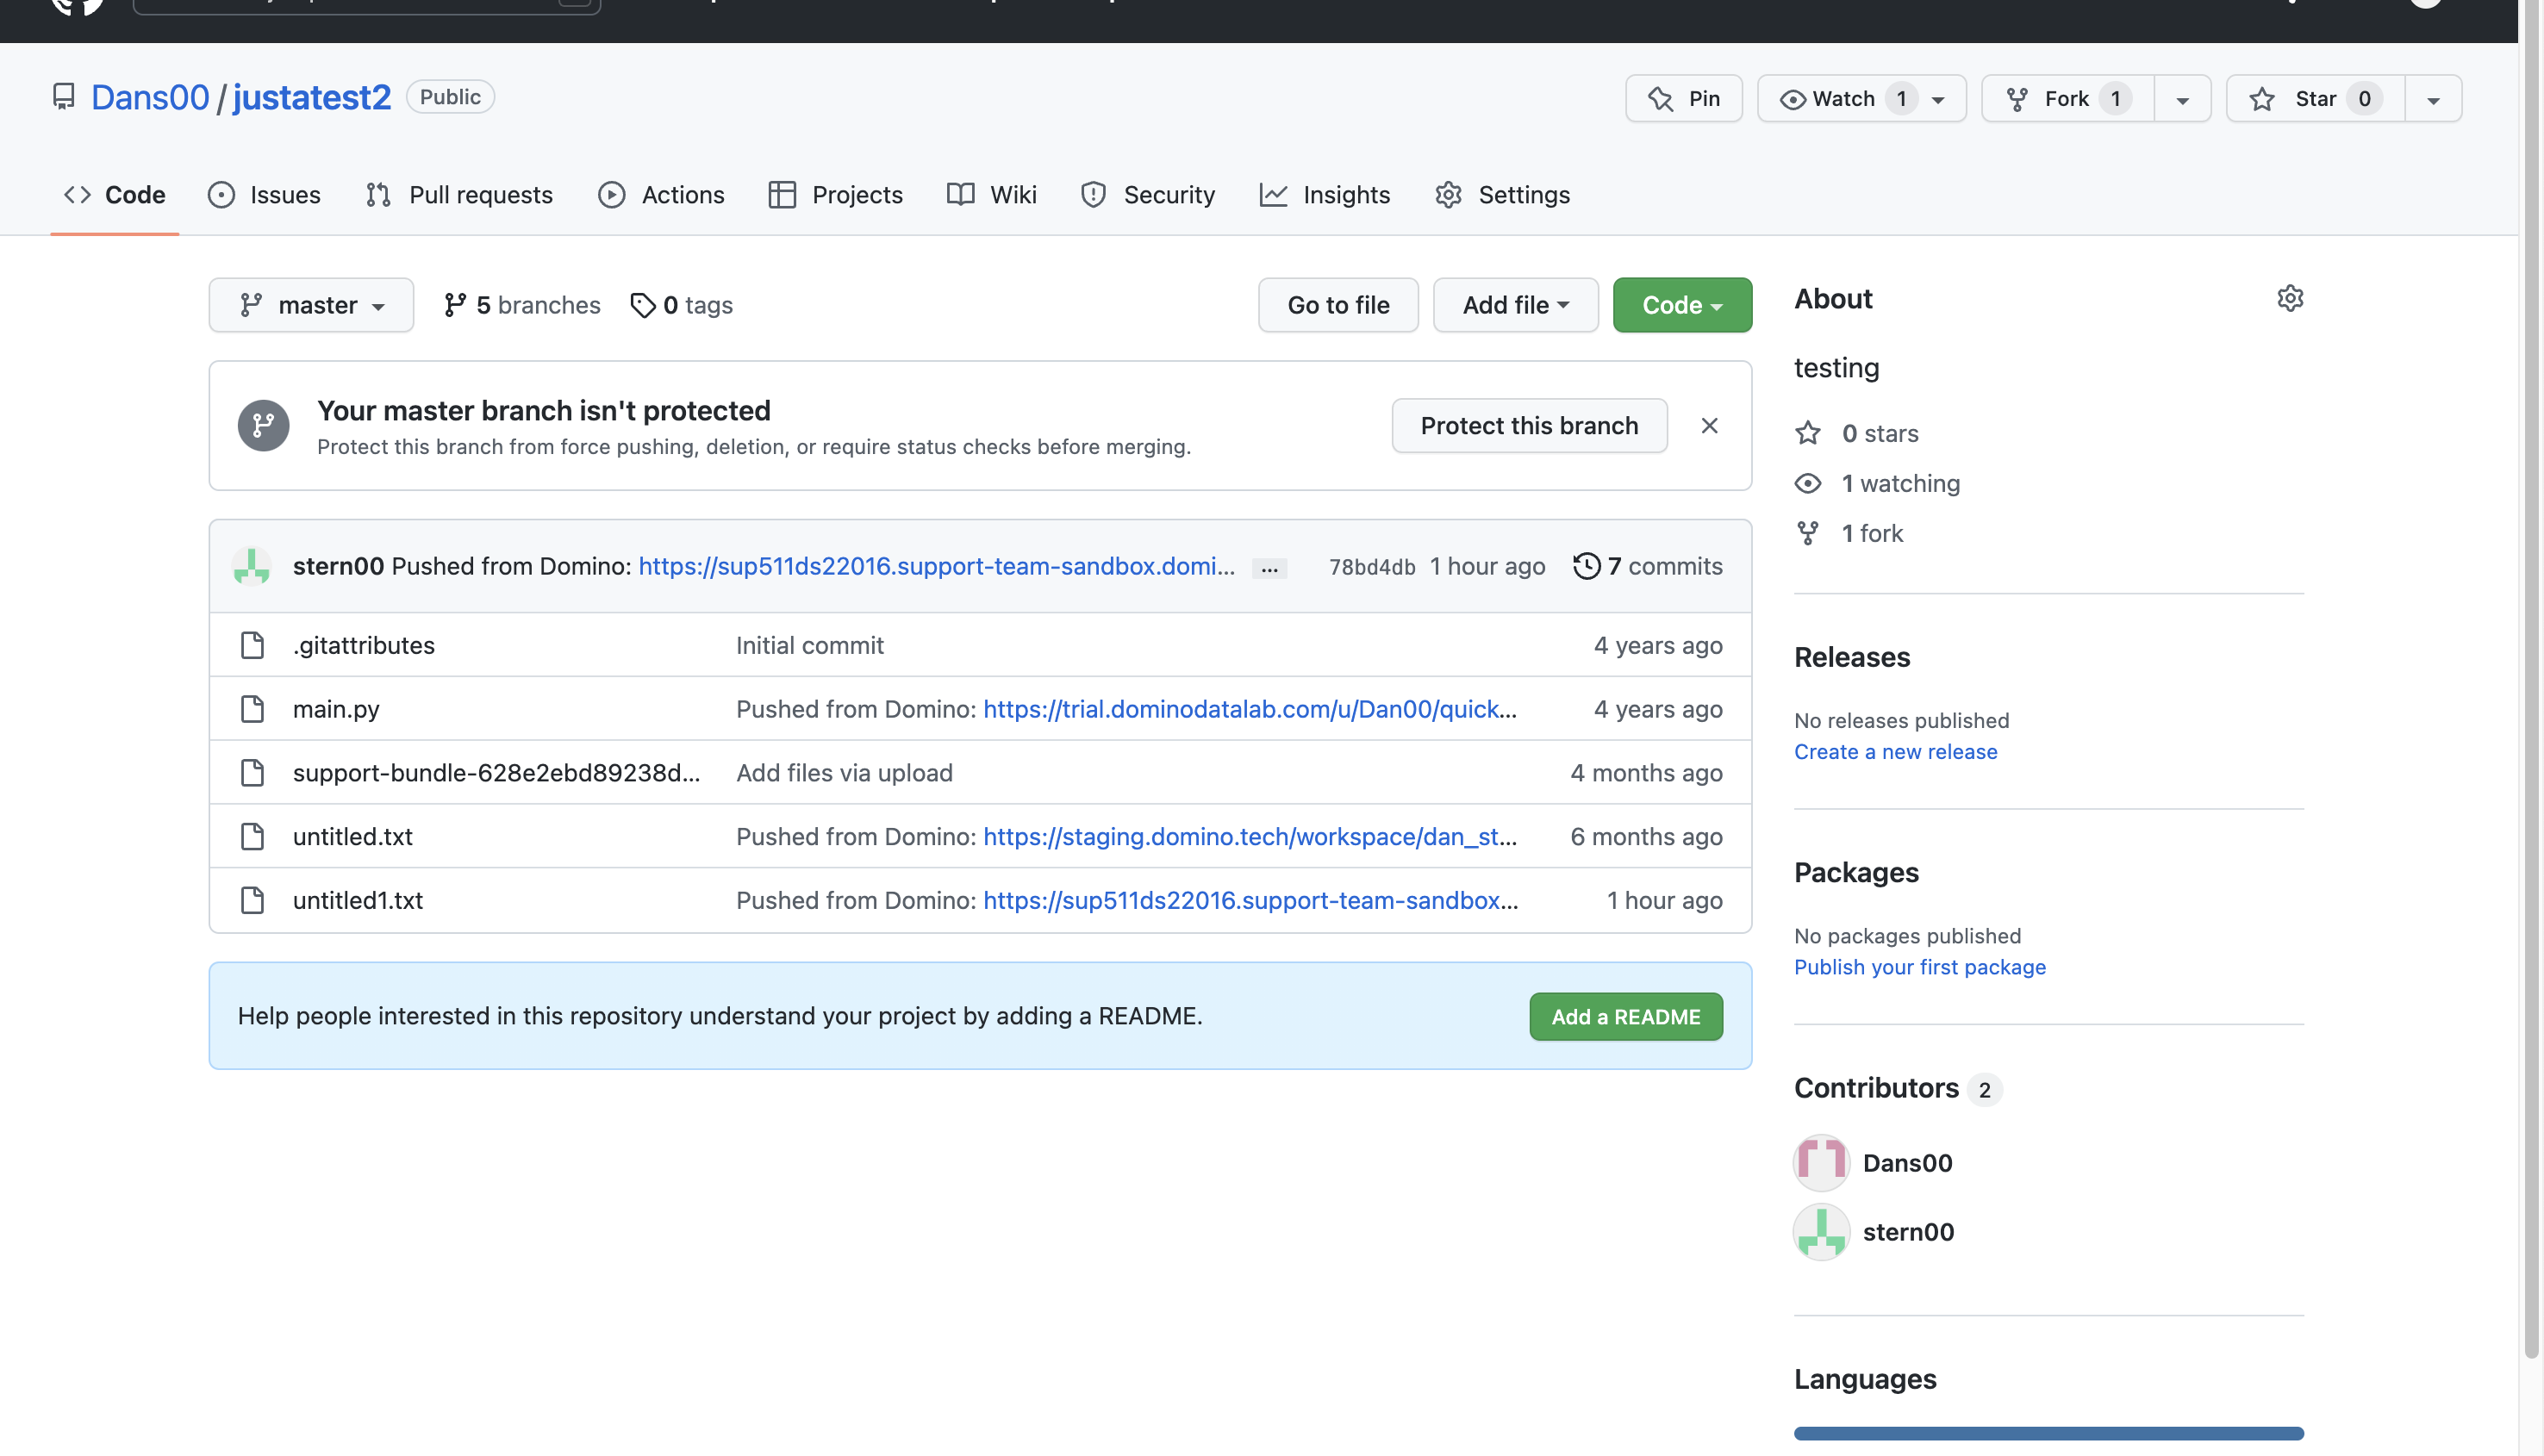 Dans00 / justatest2 Public
Pin
Watch 1
Fork 1
Star 0
Code
Issues
Pull requests
Actions
Projects
Wiki
Security
Insights
Settings
master
5 branches
0 tags
Go to file
Add file
Code
Your master branch isn't protected
Protect this branch from force pushing, deletion, or require status checks before merging.
Protect this branch
stern00 Pushed from Domino: https://sup511ds22016.support-team-sandbox.domi... ... 78bd4db 1 hour ago 7 commits
.gitattributes Initial commit 4 years ago
main.py Pushed from Domino: https://trial.dominodatalab.com/u/Dan00/quick... 4 years ago
support-bundle-628e2ebd89238d... Add files via upload 4 months ago
untitled.txt Pushed from Domino: https://staging.domino.tech/workspace/dan_st... 6 months ago
untitled1.txt Pushed from Domino: https://sup511ds22016.support-team-sandbox... 1 hour ago
Help people interested in this repository understand your project by adding a README.
Add a README
About
testing
0 stars
1 watching
1 fork
Releases
No releases published
Create a new release
Packages
No packages published
Publish your first package
Contributors 2
Dans00
stern00
Languages